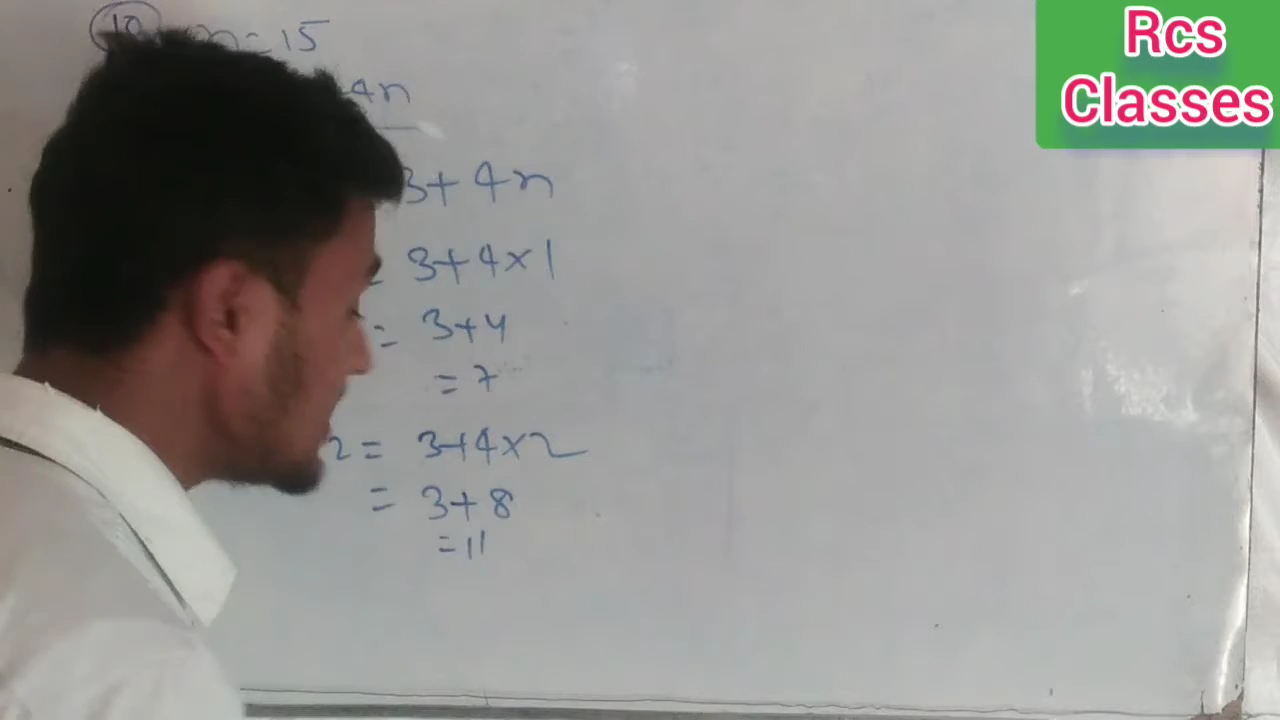 10 n=15
4n
3+4n
= 3+4×1
= 3+4
= 7
2 = 3+4×2
= 3+8
= 11
Rcs
Classes